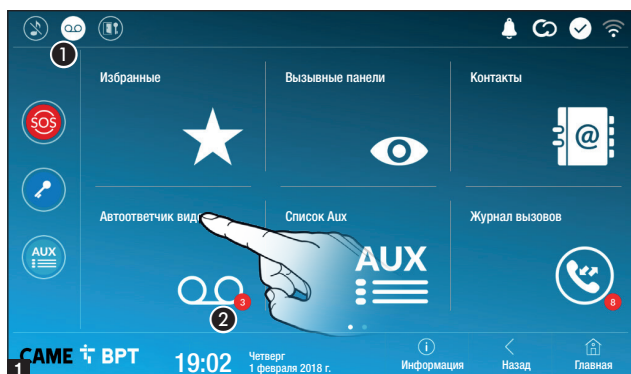 1
Избранные
Вызывные панели
Контакты
SOS
@
Автоответчик вид
Список Aux
Журнал вызовов
AUX
AUX
3
8
2
1
CAME BPT
19:02
Четверг
1 февраля 2018 г.
i
Информация
Назад
Главная